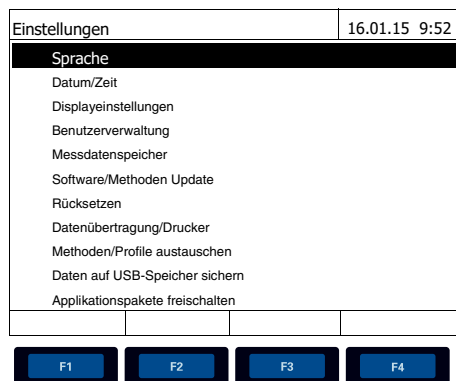 Einstellungen 16.01.15 9:52
Sprache
Datum/Zeit
Displayeinstellungen
Benutzerverwaltung
Messdatenspeicher
Software/Methoden Update
Rücksetzen
Datenübertragung/Drucker
Methoden/Profile austauschen
Daten auf USB-Speicher sichern
Applikationspakete freischalten
F1 F2 F3 F4